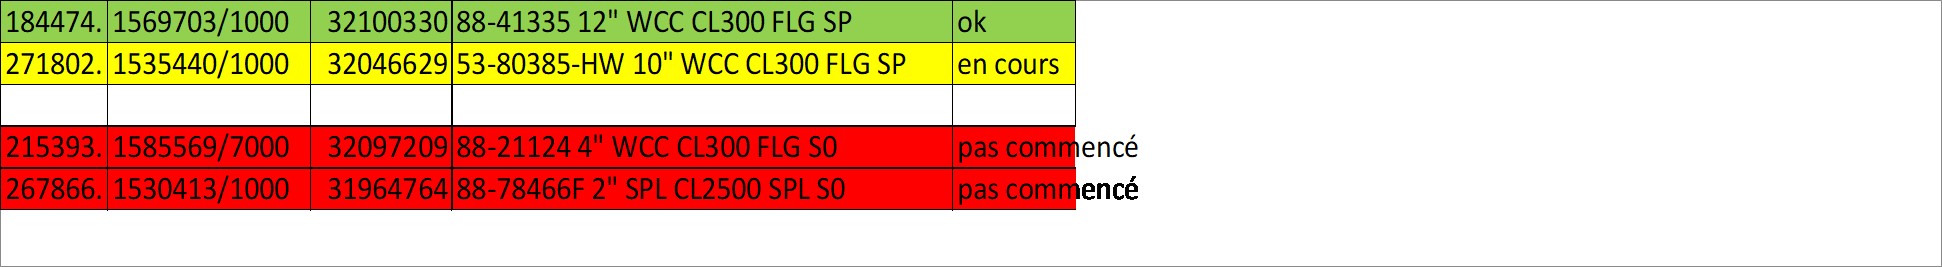 184474. 1569703/1000 32100330 88-41335 12" WCC CL300 FLG SP ok
271802. 1535440/1000 32046629 53-80385-HW 10" WCC CL300 FLG SP en cours
215393. 1585569/7000 32097209 88-21124 4" WCC CL300 FLG S0 pas commencé
267866. 1530413/1000 31964764 88-78466F 2" SPL CL2500 SPL S0 pas commencé